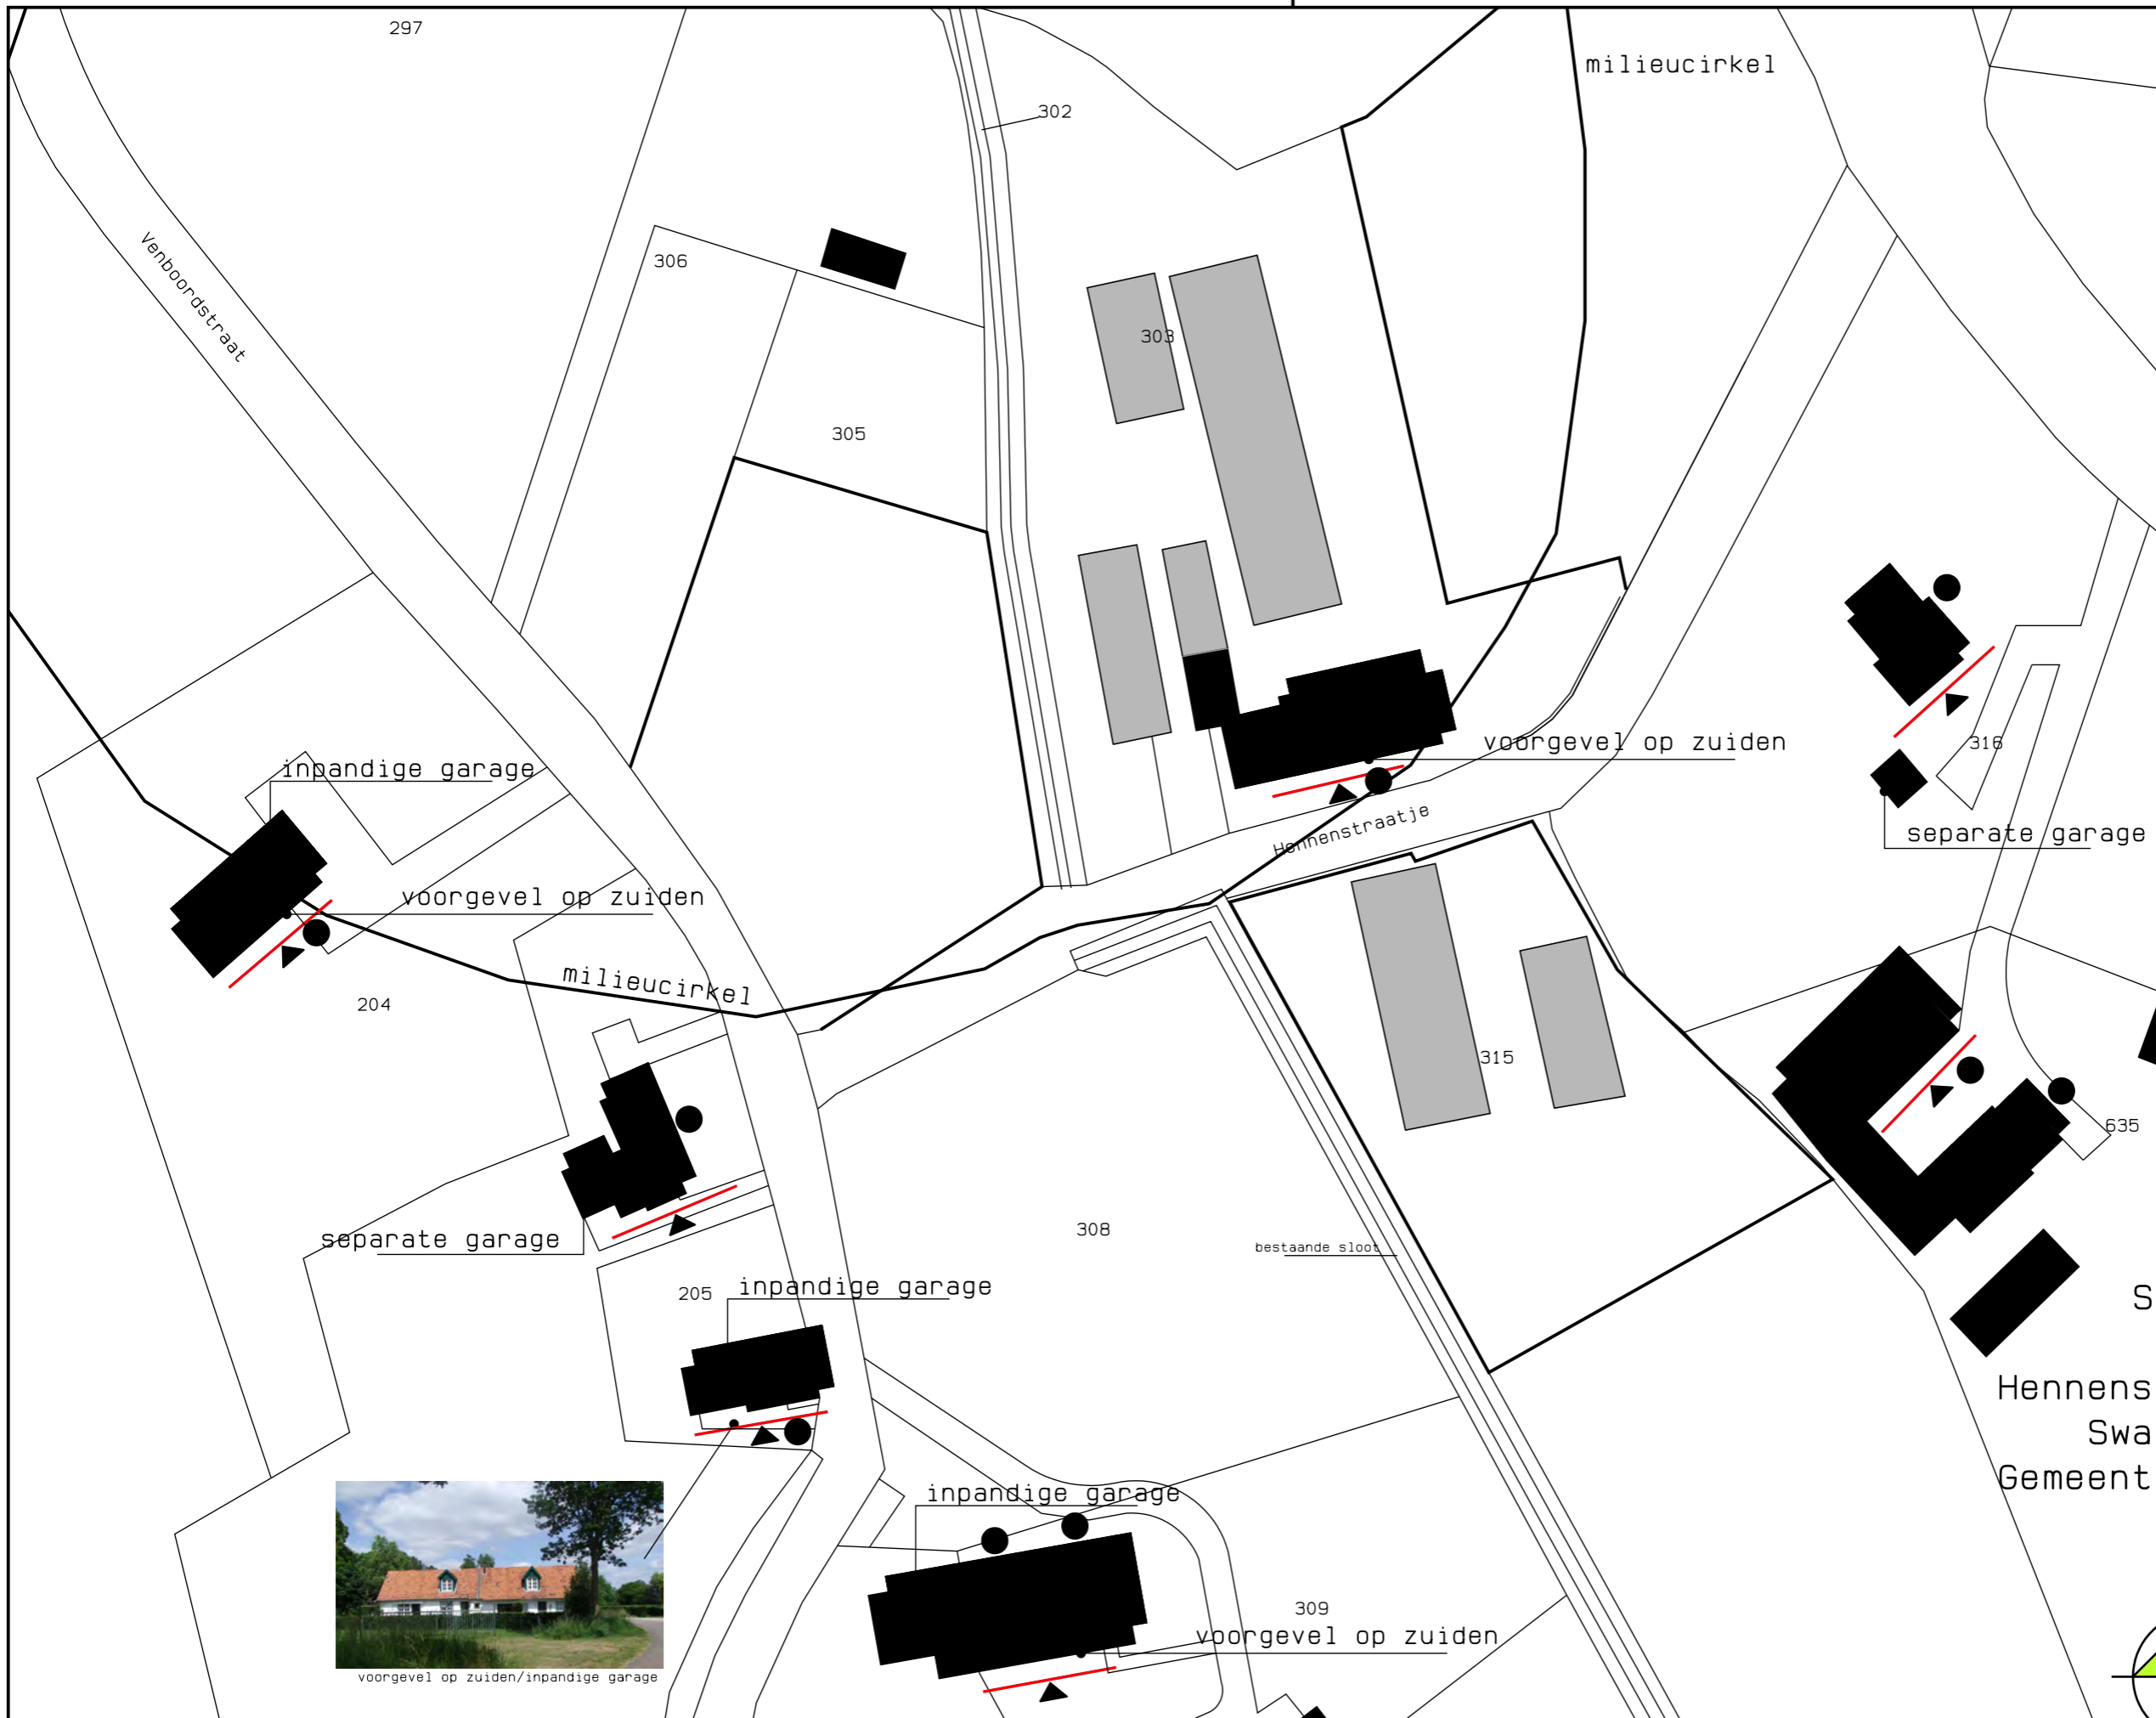 297
milieucirkel
302
Venboordstraat
306
303
305
voorgevel op zuiden
316
inpandige garage
Hennenstraatje
separate garage
voorgevel op zuiden
milieucirkel
204
315
635
308
separate garage
bestaande sloot
205
inpandige garage
S
Hennens
Swa
Gemeent
inpandige garage
309
voorgevel op zuiden
voorgevel op zuiden/inpandige garage